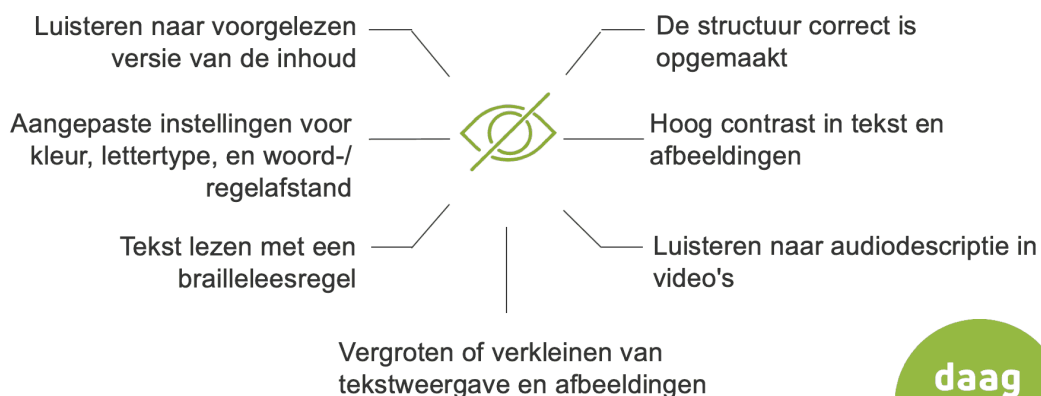 Luisteren naar voorgelezen
versie van de inhoud
De structuur correct is
opgemaakt
Aangepaste instellingen voor
kleur, lettertype, en woord-/
regelafstand
Hoog contrast in tekst en
afbeeldingen
Tekst lezen met een
brailleleesregel
Luisteren naar audiodescriptie in
video's
Vergroten of verkleinen van
tekstweergave en afbeeldingen
daag